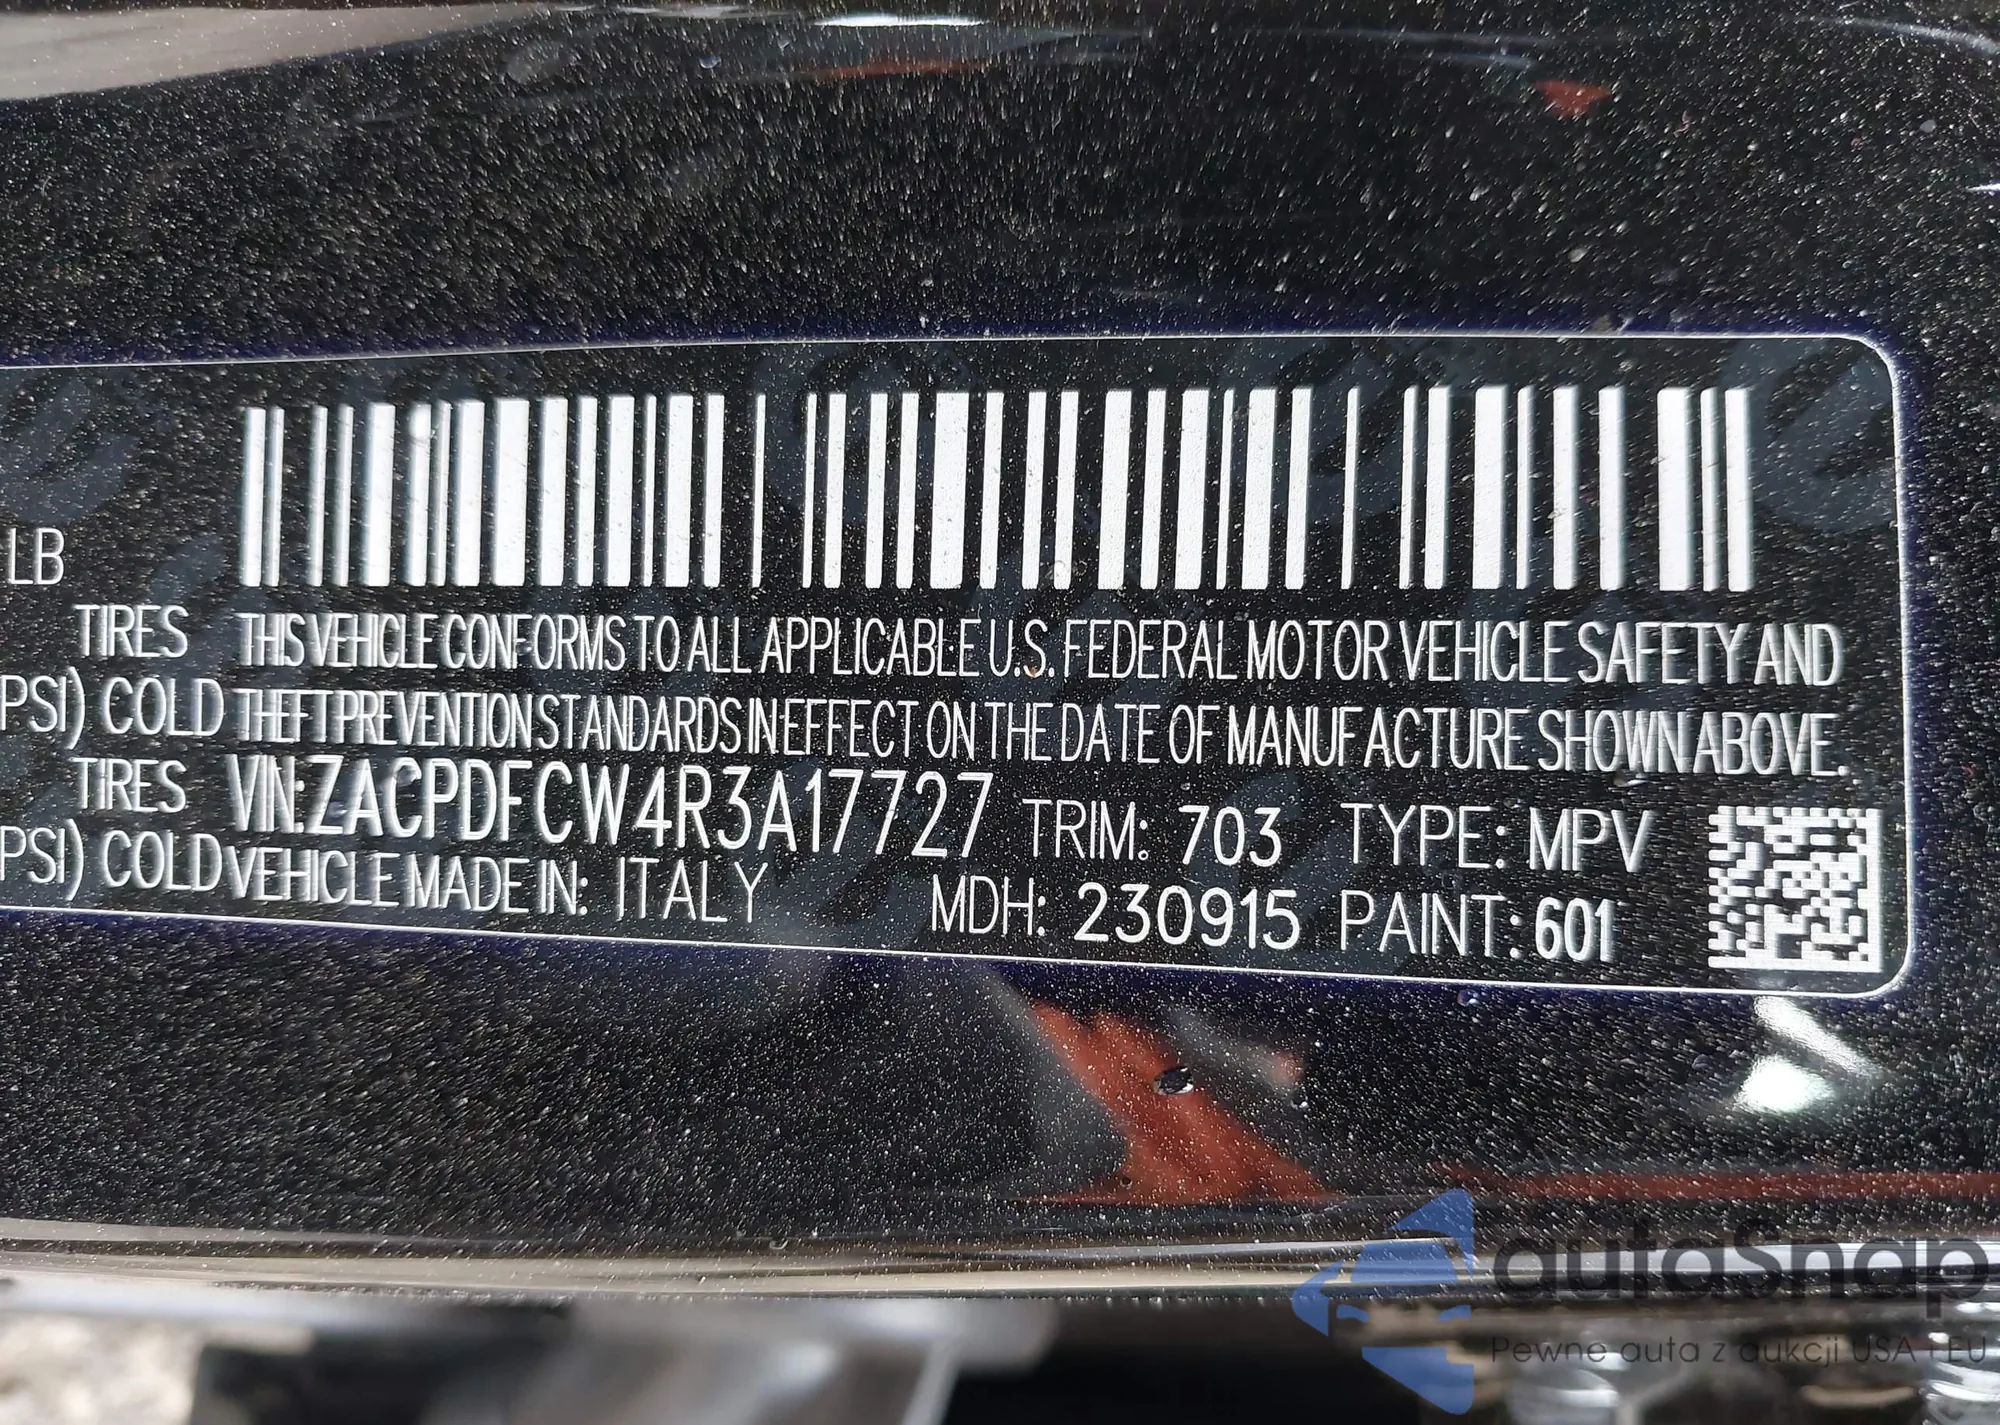 LB
TIRES
THIS VEHICLE CONFORMS TO ALL APPLICABLE U.S. FEDERAL MOTOR VEHICLE SAFETY AND
PSI) COLD
THEFT PREVENTION STANDARDS IN EFFECT ON THE DATE OF MANUFACTURE SHOWN ABOVE.
TIRES
VIN:ZACPDFCW4R3A17727 TRIM: 703 TYPE: MPV
PSI) COLD
VEHICLE MADE IN: ITALY MDH: 230915 PAINT: 601
autaSnap
Pewne auta z aukcji USA i EU